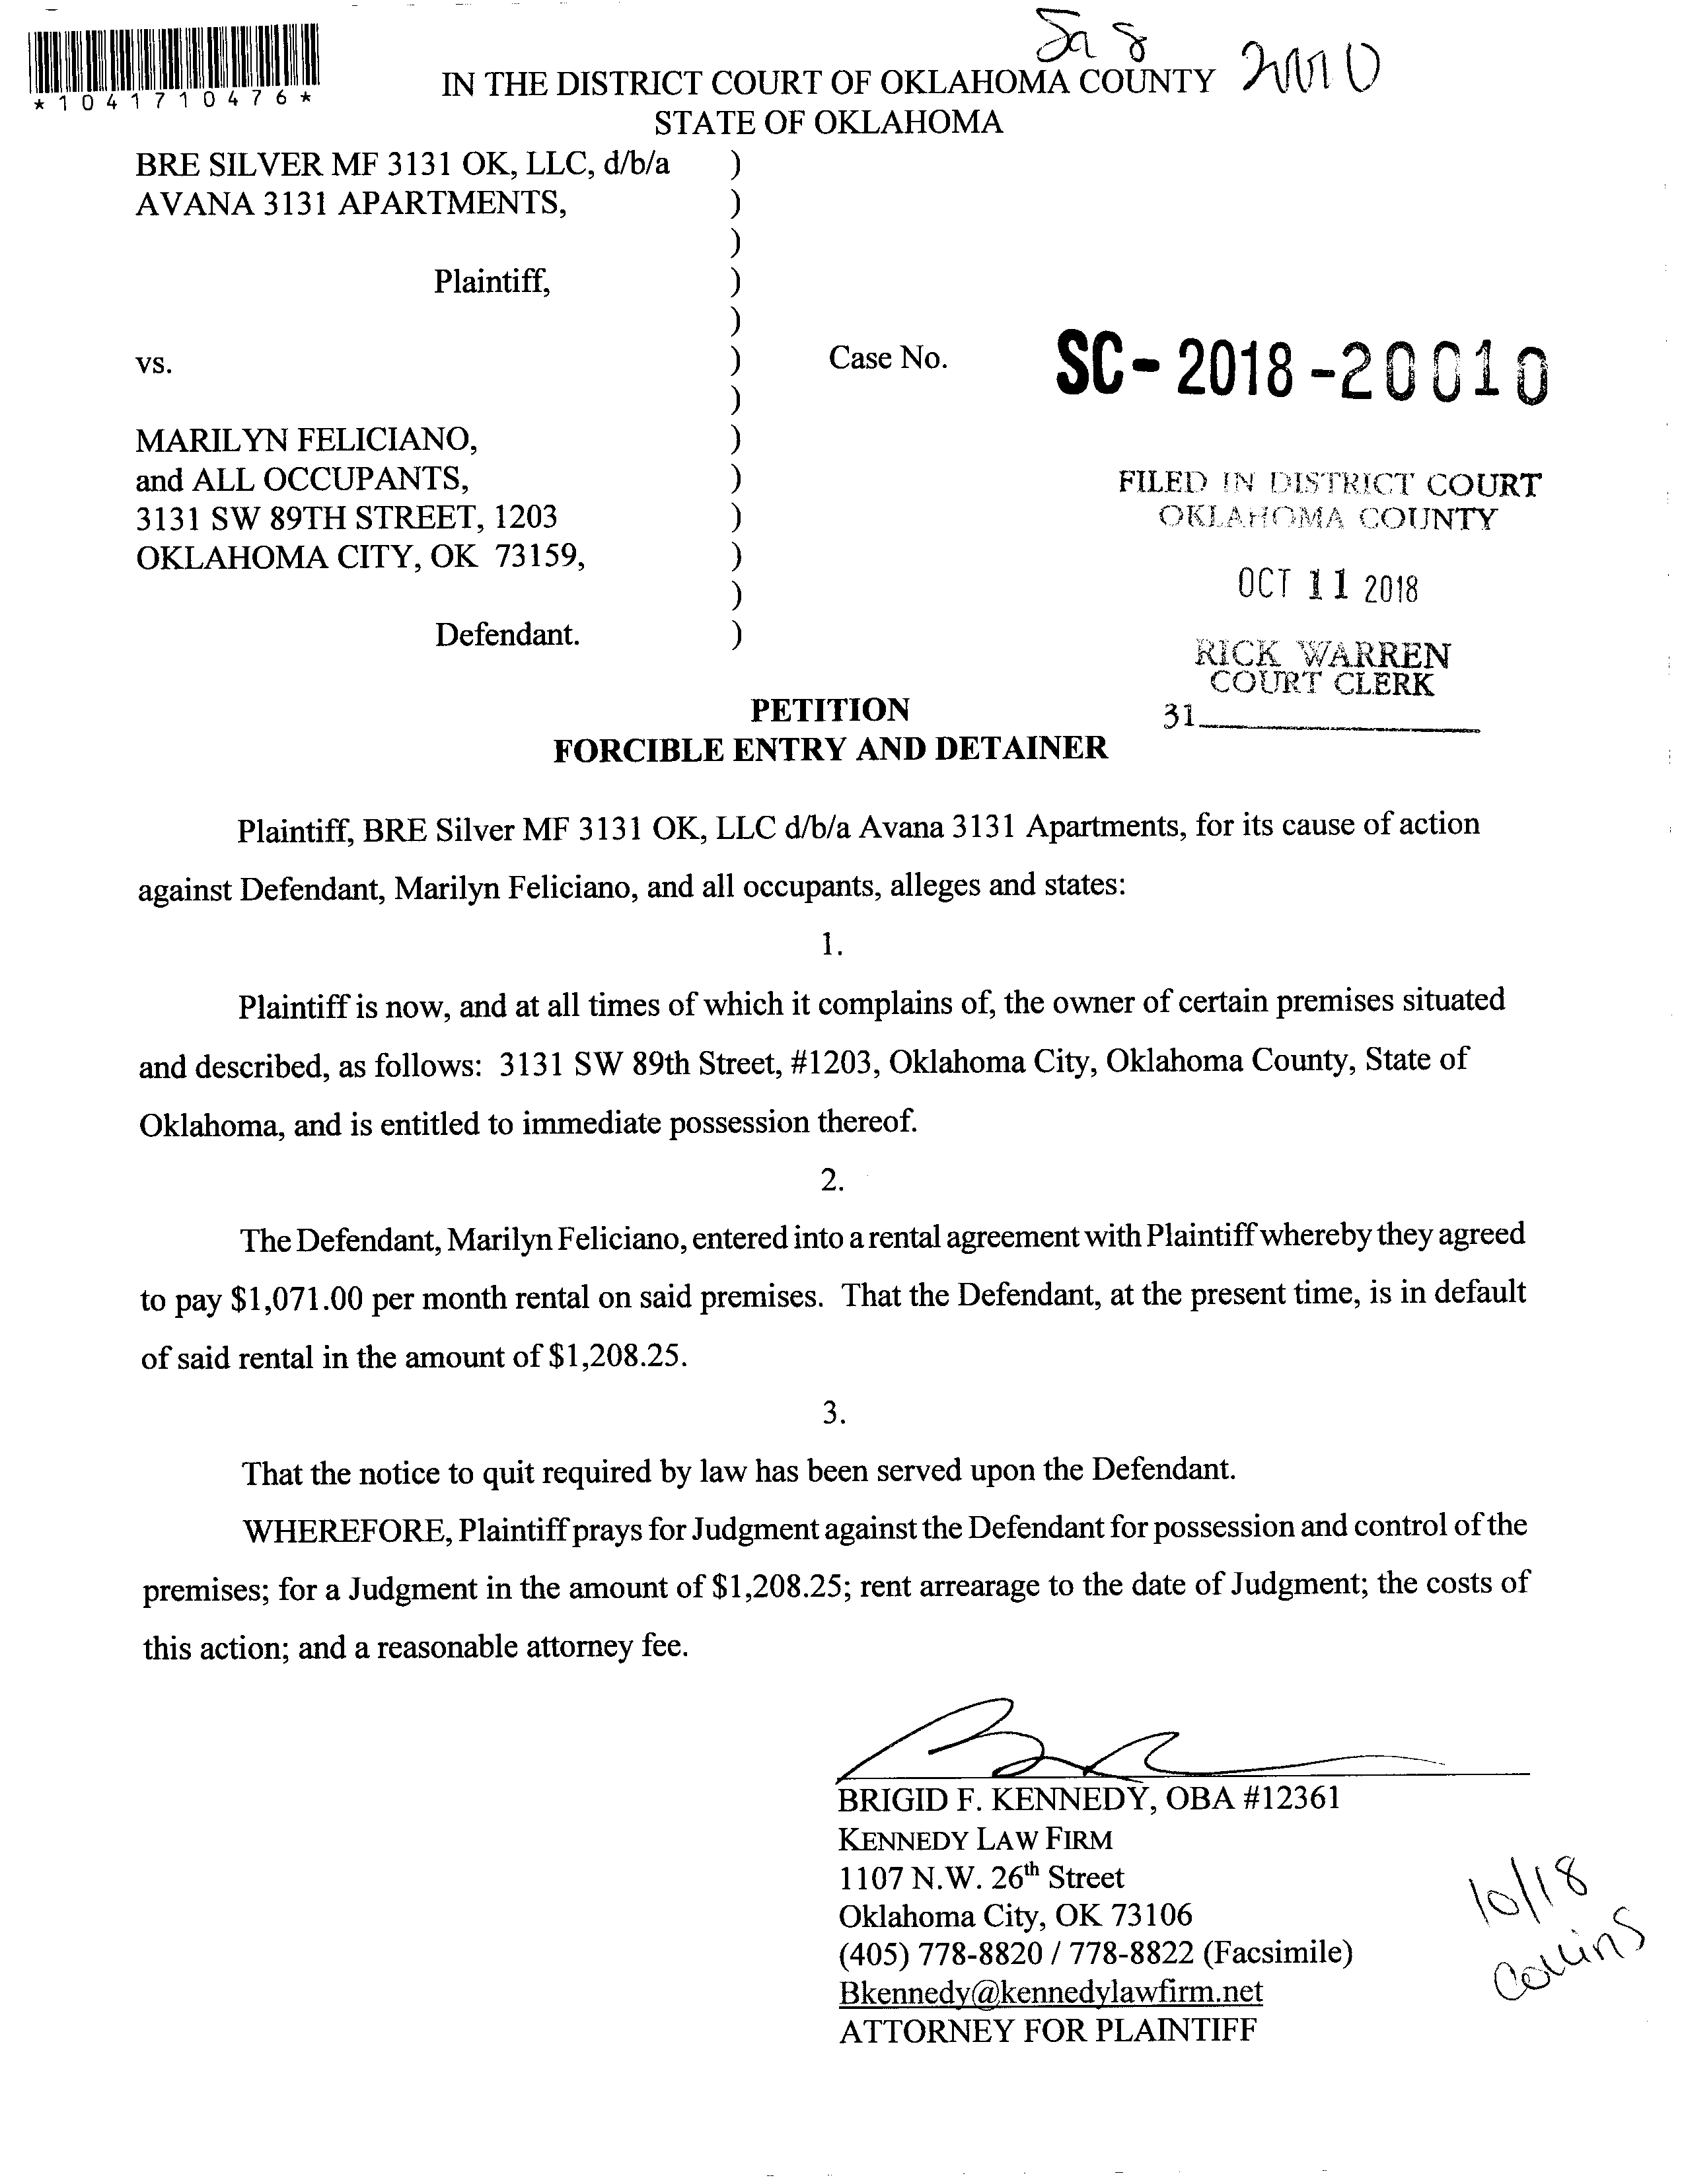 *1041710476*
IN THE DISTRICT COURT OF OKLAHOMA COUNTY
STATE OF OKLAHOMA
BRE SILVER MF 3131 OK, LLC, d/b/a )
AVANA 3131 APARTMENTS, )
)
Plaintiff, )
)
vs. ) Case No. SC-2018-20010
)
MARILYN FELICIANO, )
and ALL OCCUPANTS, )
3131 SW 89TH STREET, 1203 )
OKLAHOMA CITY, OK 73159, )
)
Defendant. )
FILED IN DISTRICT COURT
OKLAHOMA COUNTY
OCT 11 2018
RICK WARREN
COURT CLERK
31
PETITION
FORCIBLE ENTRY AND DETAINER
Plaintiff, BRE Silver MF 3131 OK, LLC d/b/a Avana 3131 Apartments, for its cause of action
against Defendant, Marilyn Feliciano, and all occupants, alleges and states:
1.
Plaintiff is now, and at all times of which it complains of, the owner of certain premises situated
and described, as follows: 3131 SW 89th Street, #1203, Oklahoma City, Oklahoma County, State of
Oklahoma, and is entitled to immediate possession thereof.
2.
The Defendant, Marilyn Feliciano, entered into a rental agreement with Plaintiff whereby they agreed
to pay $1,071.00 per month rental on said premises. That the Defendant, at the present time, is in default
of said rental in the amount of $1,208.25.
3.
That the notice to quit required by law has been served upon the Defendant.
WHEREFORE, Plaintiff prays for Judgment against the Defendant for possession and control of the
premises; for a Judgment in the amount of $1,208.25; rent arrearage to the date of Judgment; the costs of
this action; and a reasonable attorney fee.
BRIGID F. KENNEDY, OBA #12361
KENNEDY LAW FIRM
1107 N.W. 26th Street
Oklahoma City, OK 73106
(405) 778-8820 / 778-8822 (Facsimile)
Bkennedy@kennedylawfirm.net
ATTORNEY FOR PLAINTIFF
10/18
Collins